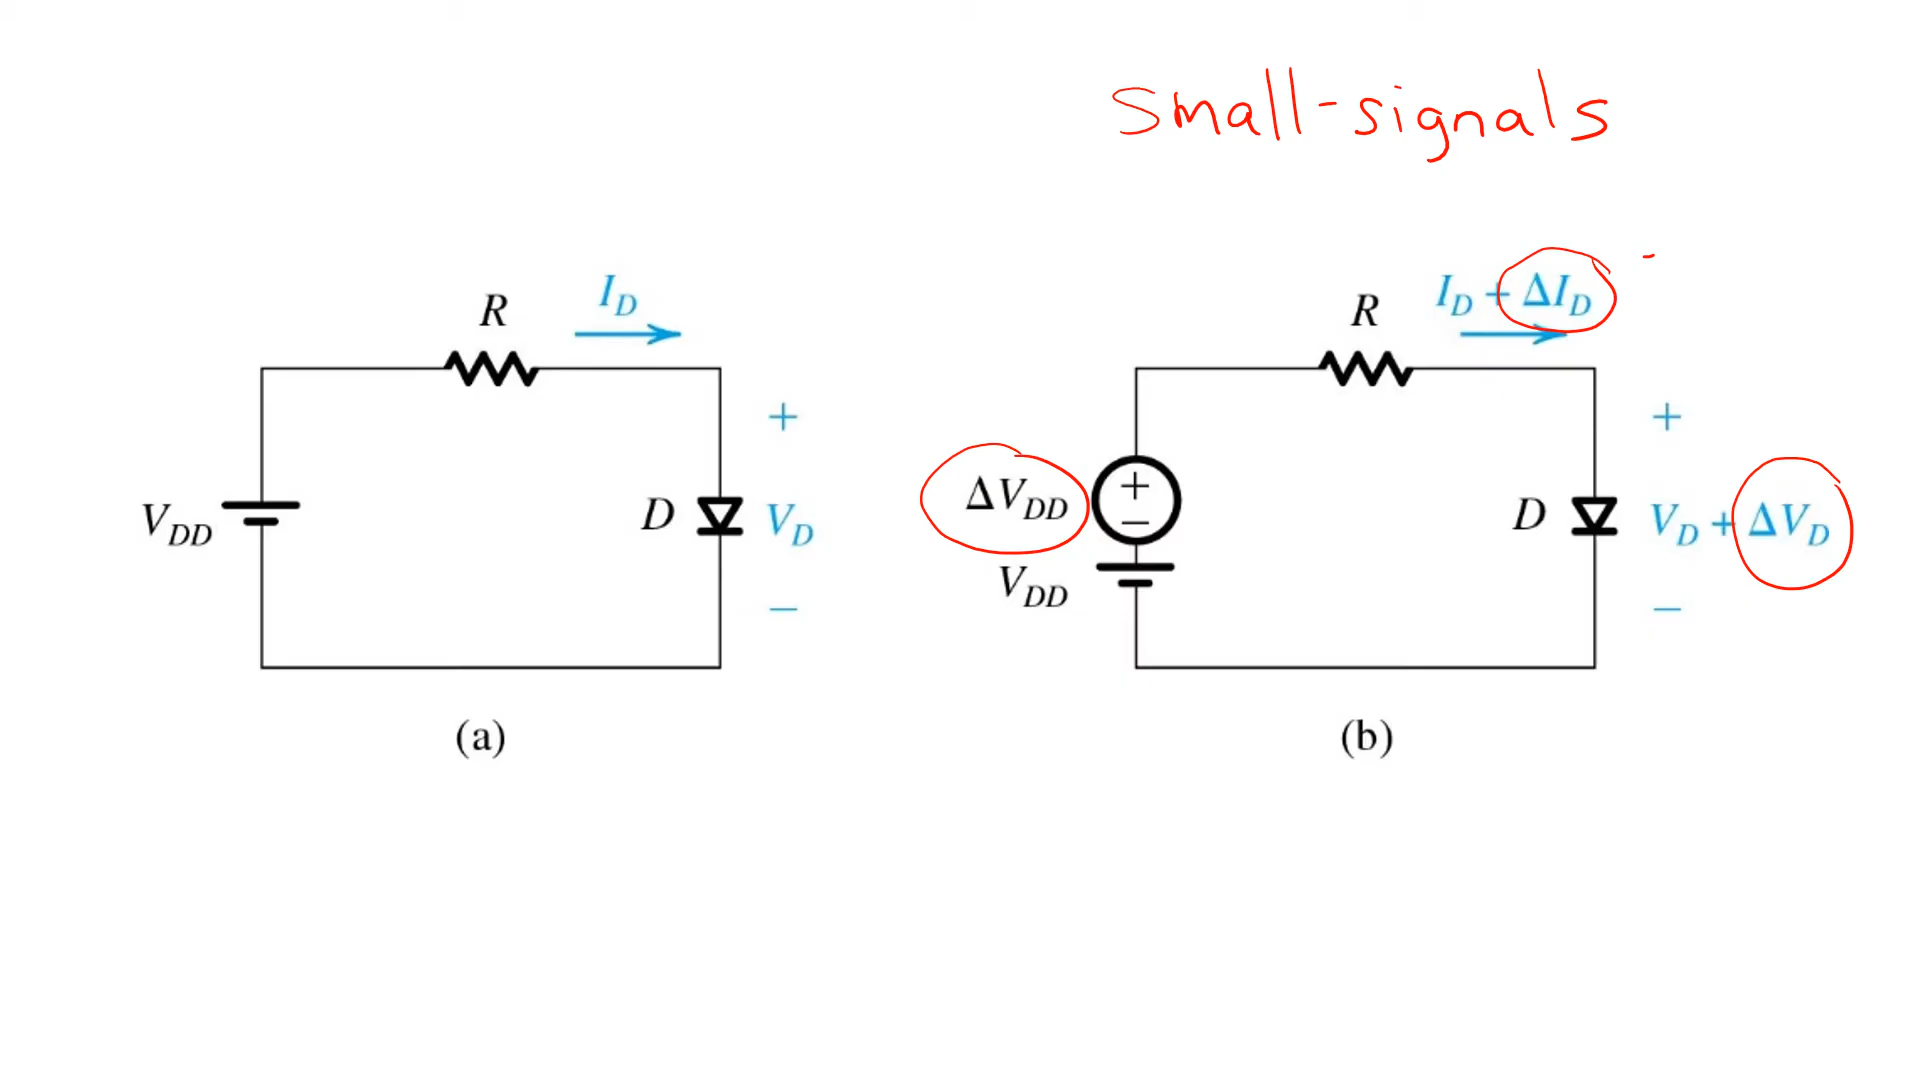 small-signals
R
I_D
V_DD
D
+
V_D
−
(a)
R
I_D + ΔI_D
ΔV_DD
+
−
V_DD
D
+
V_D + ΔV_D
−
(b)